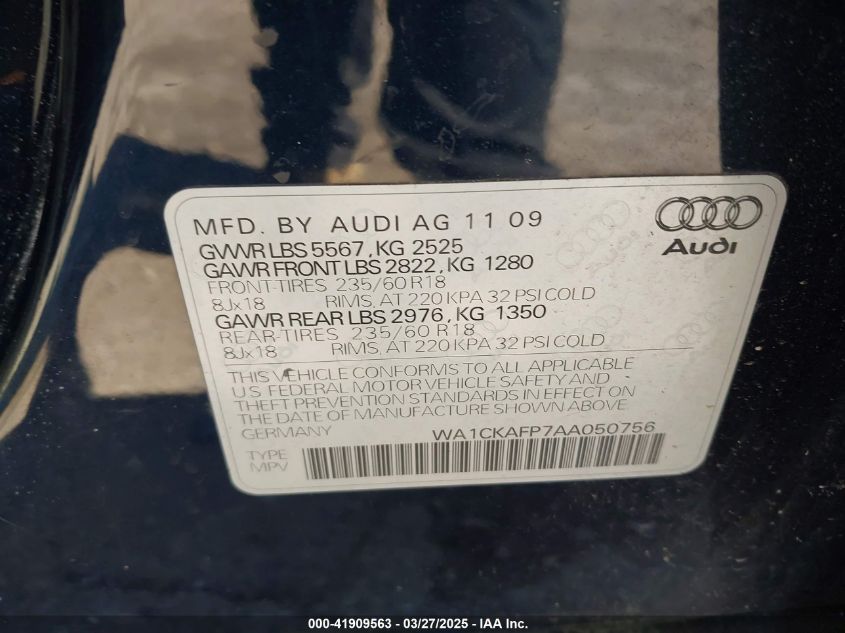 MFD. BY AUDI AG 11 09
GVWR LBS 5567, KG 2525
GAWR FRONT LBS 2822, KG 1280
FRONT-TIRES 235/60 R18
8Jx18 RIMS, AT 220 KPA 32 PSI COLD
GAWR REAR LBS 2976, KG 1350
REAR-TIRES 235/60 R18
8Jx18 RIMS, AT 220 KPA 32 PSI COLD
Audi
THIS VEHICLE CONFORMS TO ALL APPLICABLE
U.S FEDERAL MOTOR VEHICLE SAFETY AND
THEFT PREVENTION STANDARDS IN EFFECT ON
THE DATE OF MANUFACTURE SHOWN ABOVE.
GERMANY WA1CKAFP7AA050756
TYPE
MPV
000-41909563 — 03/27/2025 — IAA Inc.